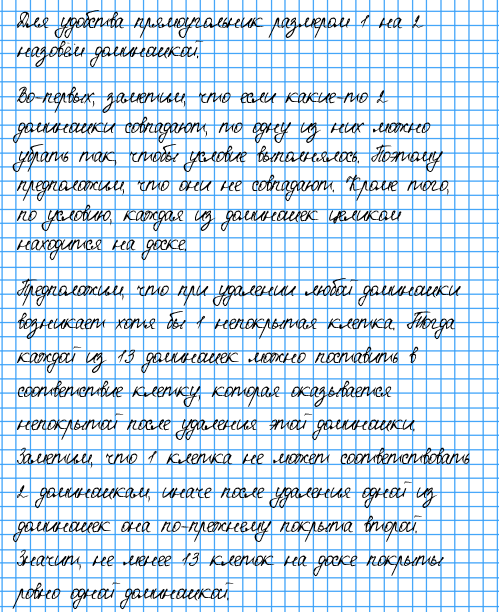 Для удобства прямоугольник размером 1 на 2
назовём доминошкой.
Во-первых, заметим, что если какие-то 2
доминошки совпадают, то одну из них можно
убрать так, чтобы условие выполнялось. Поэтому
предположим, что они не совпадают. Кроме того,
по условию, каждая из доминошек целиком
находится на доске.
Предположим, что при удалении любой доминошки
возникает хотя бы 1 непокрытая клетка. Тогда
каждой из 13 доминошек можно поставить в
соответствие клетку, которая оказывается
непокрытой после удаления этой доминошки.
Заметим, что 1 клетка не может соответствовать
2 доминошкам, иначе после удаления одной из
доминошек она по-прежнему покрыта второй.
Значит, не менее 13 клеток на доске покрыты
ровно одной доминошкой.